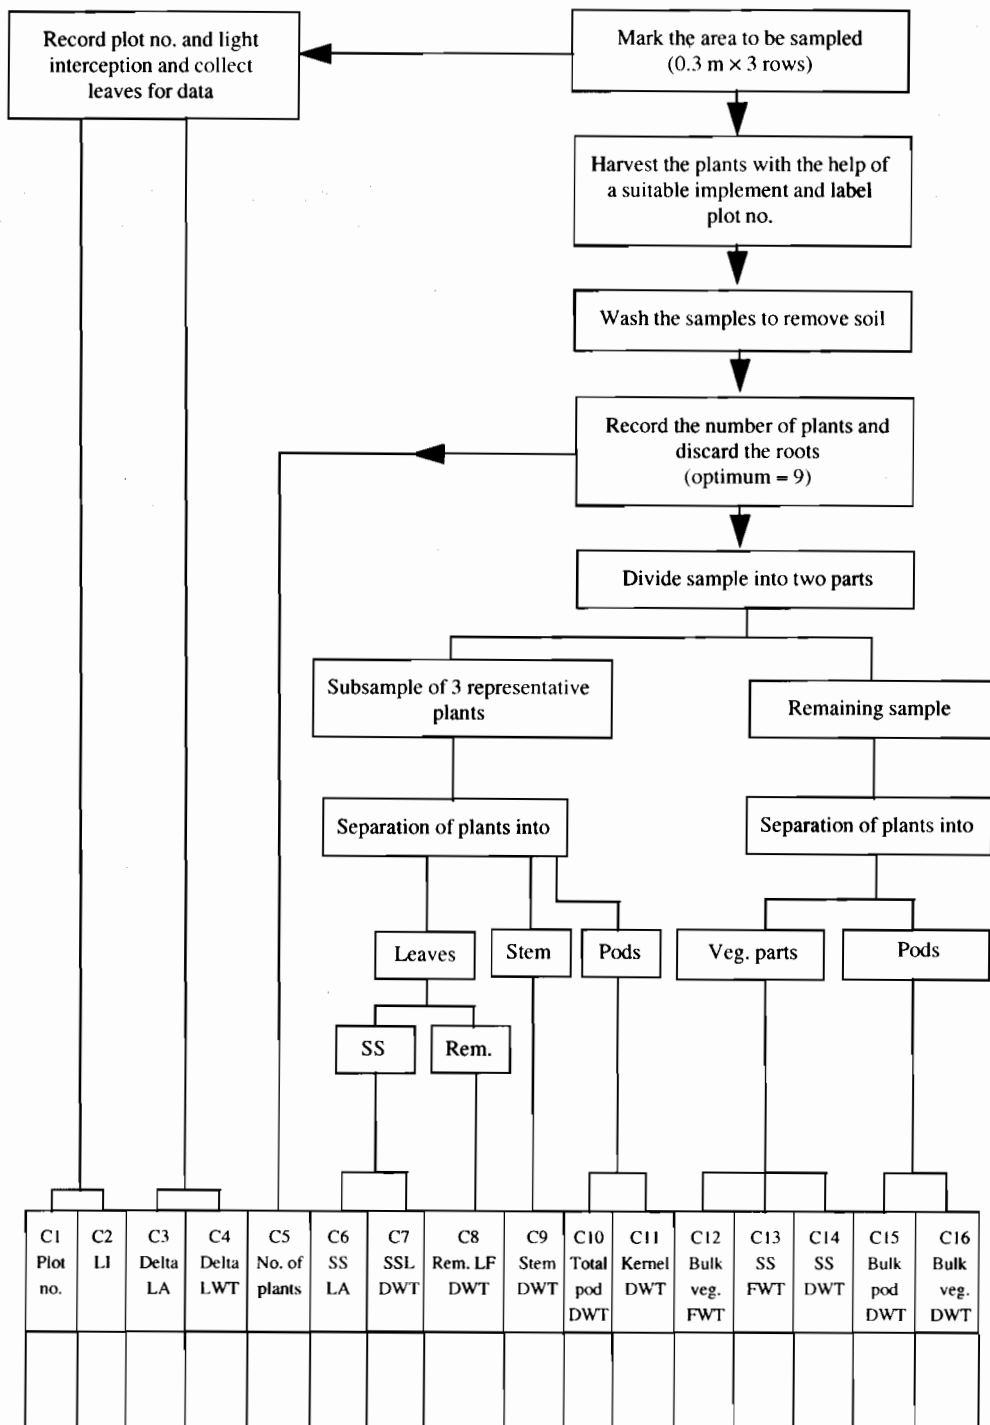 Record plot no. and light
interception and collect
leaves for data
Mark the area to be sampled
(0.3 m × 3 rows)
Harvest the plants with the help of
a suitable implement and label
plot no.
Wash the samples to remove soil
Record the number of plants and
discard the roots
(optimum = 9)
Divide sample into two parts
Subsample of 3 representative
plants
Remaining sample
Separation of plants into
Separation of plants into
Leaves
Stem
Pods
Veg. parts
Pods
SS
Rem.
C1
Plot
no.
C2
LI
C3
Delta
LA
C4
Delta
LWT
C5
No. of
plants
C6
SS
LA
C7
SSL
DWT
C8
Rem. LF
DWT
C9
Stem
DWT
C10
Total
pod
DWT
C11
Kernel
DWT
C12
Bulk
veg.
FWT
C13
SS
FWT
C14
SS
DWT
C15
Bulk
pod
DWT
C16
Bulk
veg.
DWT